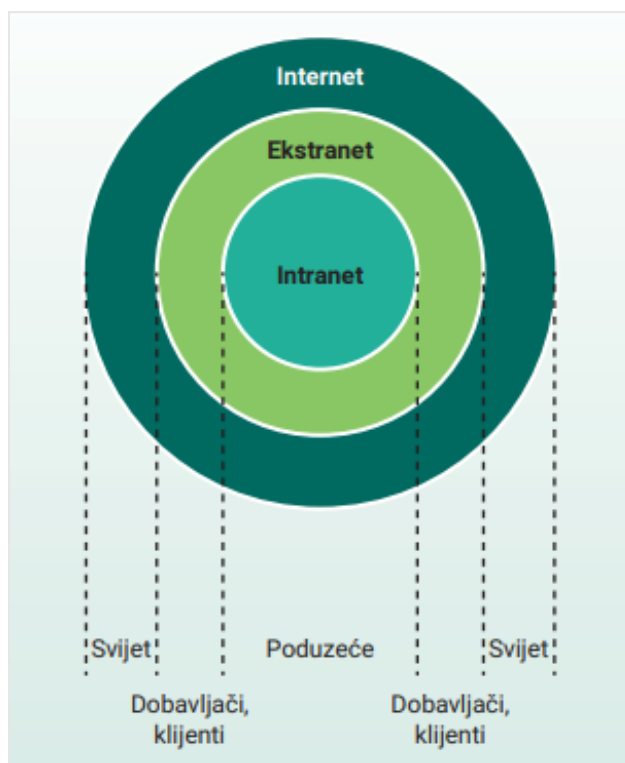 Internet
Ekstranet
Intranet
Svijet
Poduzeće
Svijet
Dobavljači,
klijenti
Dobavljači,
klijenti